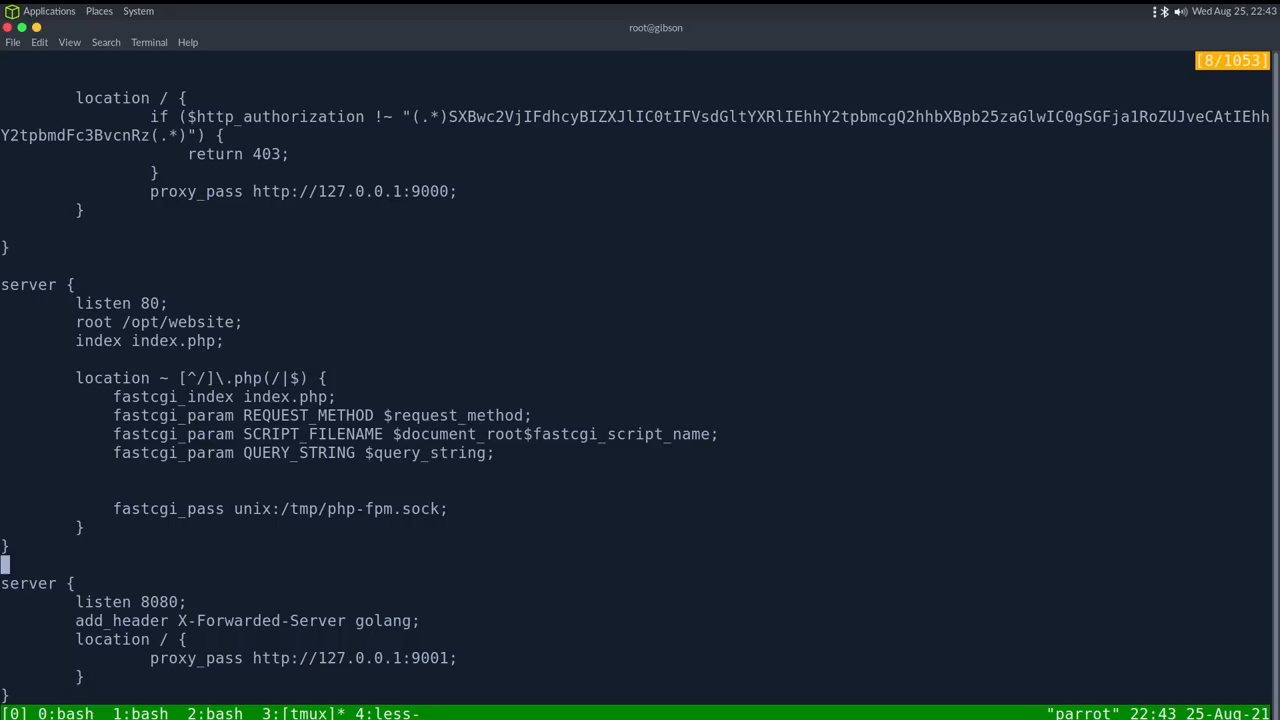 Applications Places System Wed Aug 25, 22:43
root@gibson
File Edit View Search Terminal Help
[8/1053]
location / {
if ($http_authorization !~ "(.*)SXBwc2VjIFdhcyBIZXJlIC0tIFVsdGltYXRlIEhhY2tpbmcgQ2hhbXBpb25zaGlwIC0gSGFja1RoZUJveCAtIEhh
Y2tpbmdFc3BvcnRz(.*)") {
return 403;
}
proxy_pass http://127.0.0.1:9000;
}
}
server {
listen 80;
root /opt/website;
index index.php;
location ~ [^/]\.php(/|$) {
fastcgi_index index.php;
fastcgi_param REQUEST_METHOD $request_method;
fastcgi_param SCRIPT_FILENAME $document_root$fastcgi_script_name;
fastcgi_param QUERY_STRING $query_string;
fastcgi_pass unix:/tmp/php-fpm.sock;
}
}
server {
listen 8080;
add_header X-Forwarded-Server golang;
location / {
proxy_pass http://127.0.0.1:9001;
}
}
[0] 0:bash 1:bash 2:bash 3:[tmux]* 4:less- "parrot" 22:43 25-Aug-21